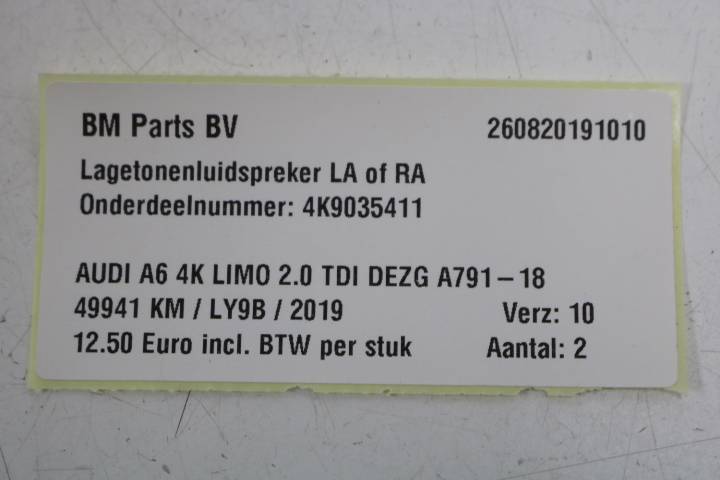 BM Parts BV 260820191010
Lagetonenluidspreker LA of RA
Onderdeelnummer: 4K9035411
AUDI A6 4K LIMO 2.0 TDI DEZG A791-18
49941 KM / LY9B / 2019 Verz: 10
12.50 Euro incl. BTW per stuk Aantal: 2